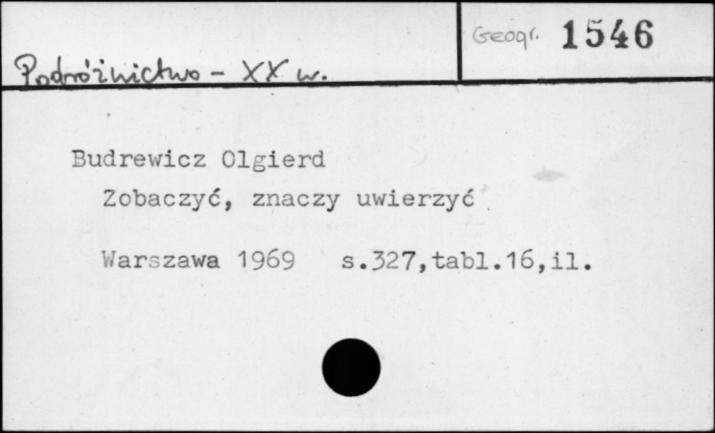 Geogr. 1546
Podróżnictwo - XX w.
Budrewicz Olgierd
Zobaczyć, znaczy uwierzyć
Warszawa 1969 s.327,tabl.16,il.